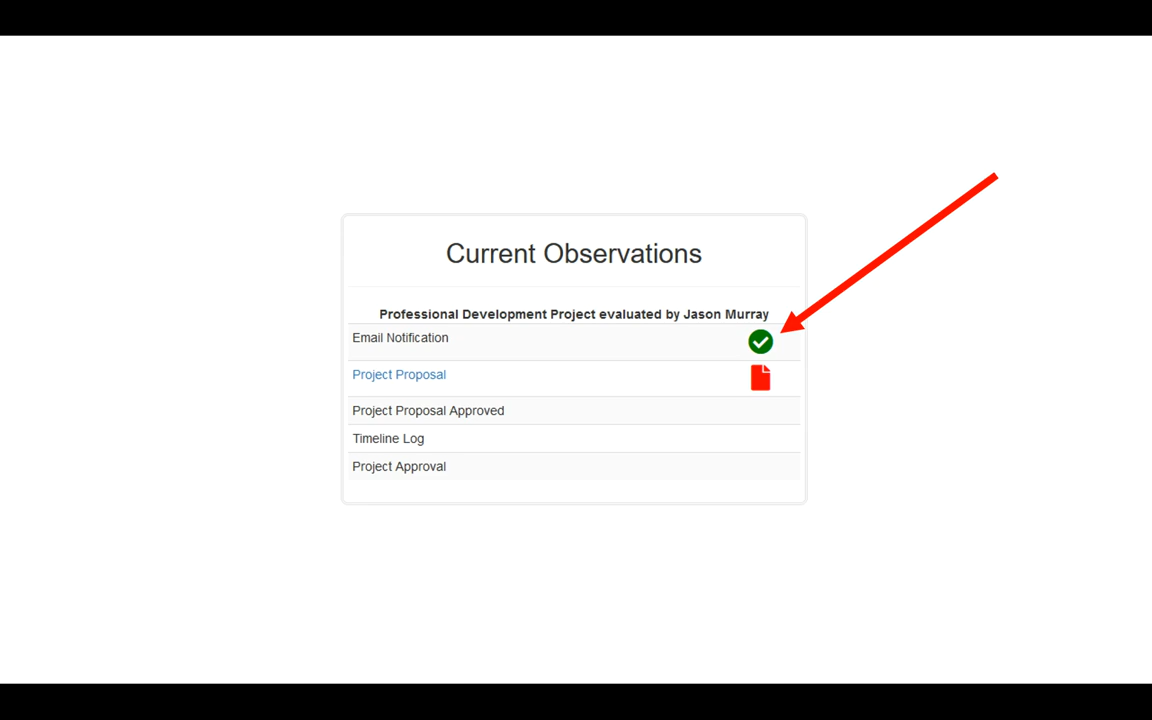 Current Observations
Professional Development Project evaluated by Jason Murray
Email Notification
Project Proposal
Project Proposal Approved
Timeline Log
Project Approval